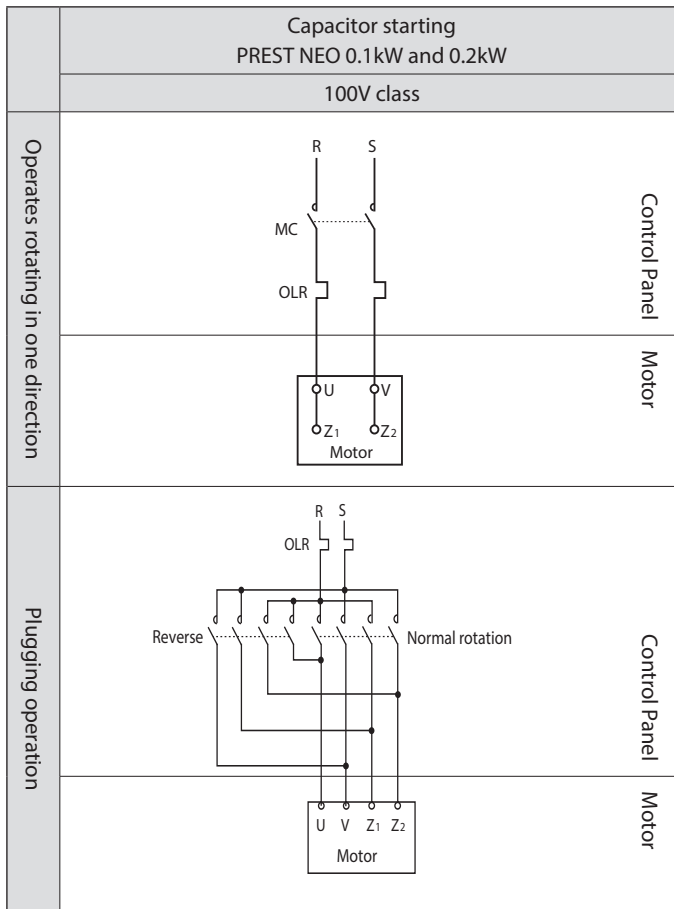 Capacitor starting
PREST NEO 0.1kW and 0.2kW
100V class
Operates rotating in one direction
R S
MC
OLR
Control Panel
U V
Z1 Z2
Motor
Motor
Plugging operation
R S
OLR
Reverse Normal rotation
Control Panel
U V Z1 Z2
Motor
Motor